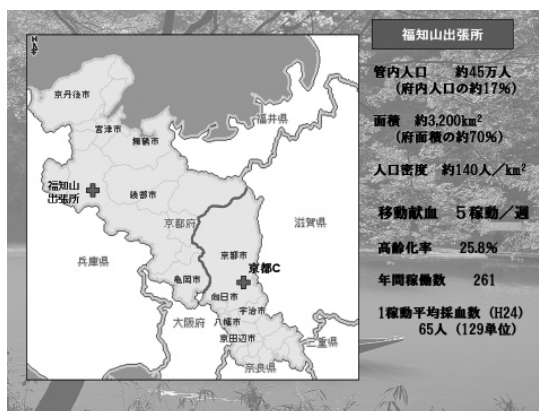 福知山出張所
管内人口 約45万人
(府内人口の約17%)
面積 約3,200km²
(府面積の約70%)
人口密度 約140人／km²
移動献血 5稼動／週
高齢化率 25.8%
年間稼働数 261
1稼動平均採血数(H24)
65人(129単位)
N
京丹後市
宮津市
舞鶴市
福井県
福知山
出張所
綾部市
京都府
滋賀県
兵庫県
京都市
京都C
亀岡市
向日市
宇治市
大阪府
八幡市
京田辺市
三重県
奈良県